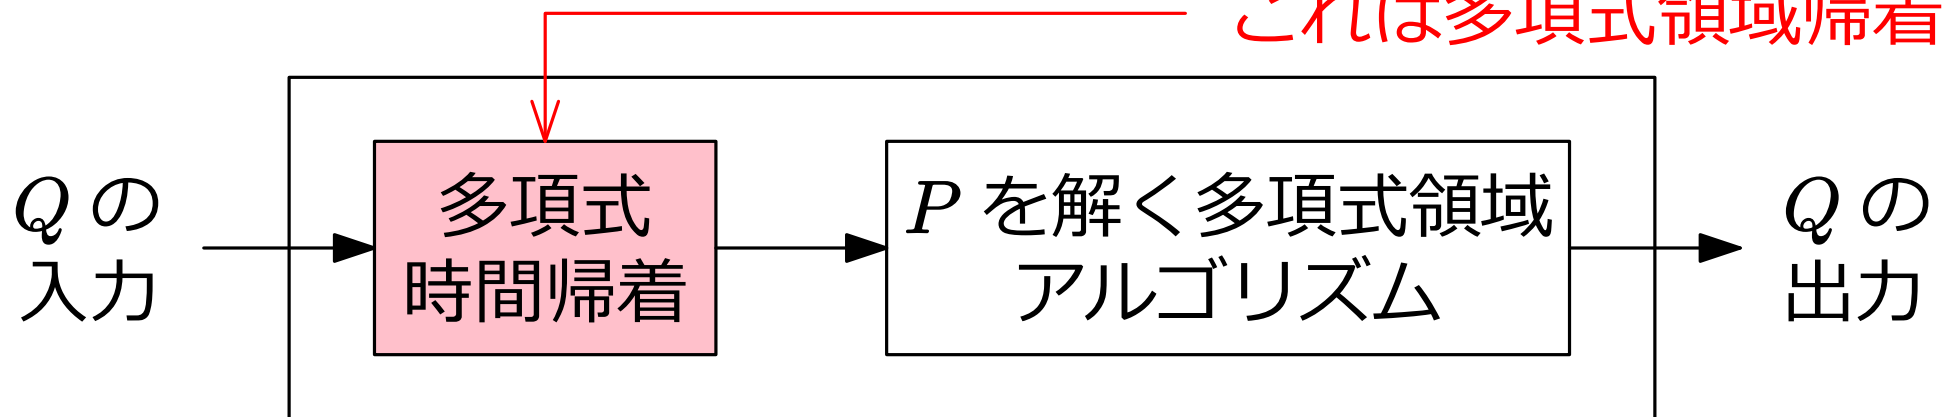 これは多項式領域帰着
Q の
入力
多項式
時間帰着
P を解く多項式領域
アルゴリズム
Q の
出力